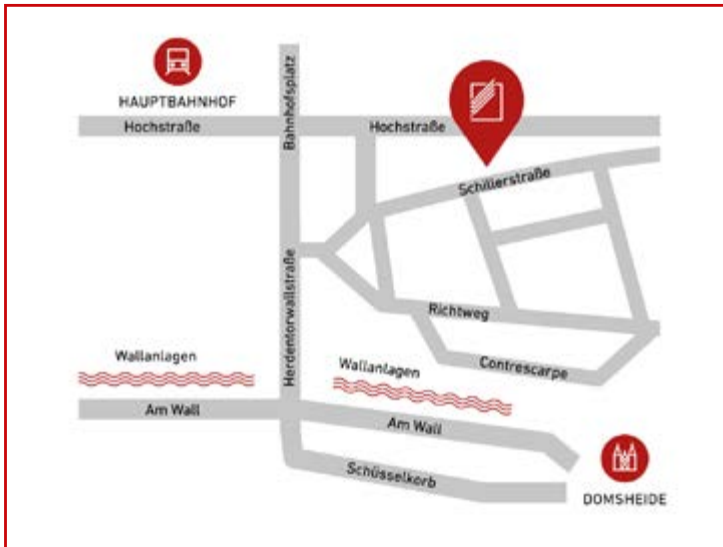 HAUPTBAHNHOF
Hochstraße
Bahnhofsplatz
Hochstraße
Schillerstraße
Herdentorwallstraße
Richtweg
Wallanlagen
Wallanlagen
Contrescarpe
Am Wall
Am Wall
Schüsselkorb
DOMSHEIDE